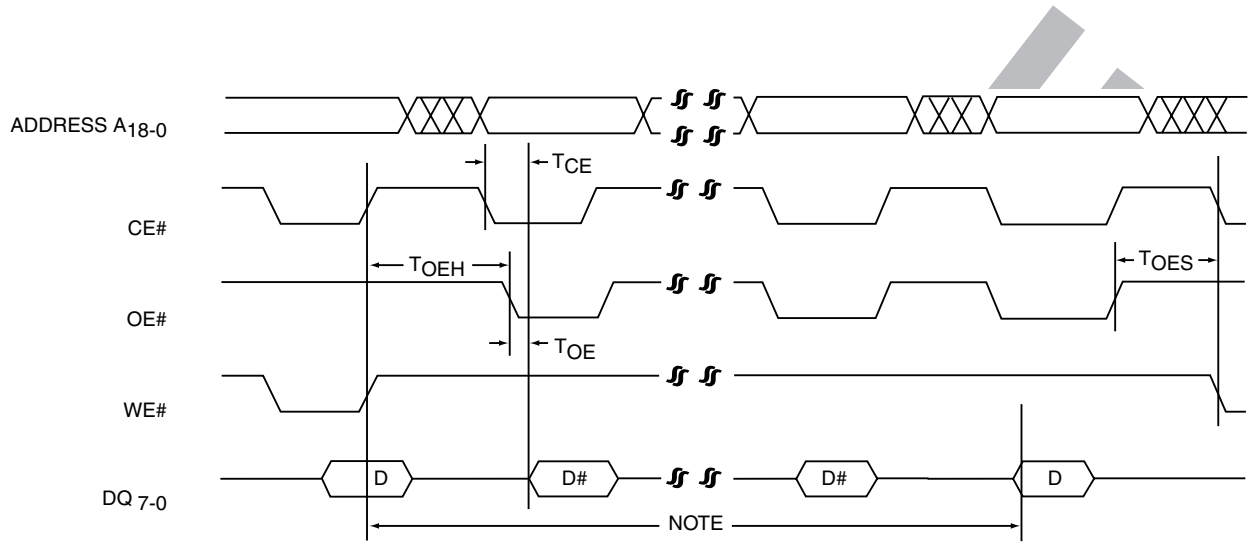 ADDRESS A18-0
TCE
CE#
TOEH
TOES
OE#
TOE
WE#
D
D#
D#
D
DQ 7-0
NOTE